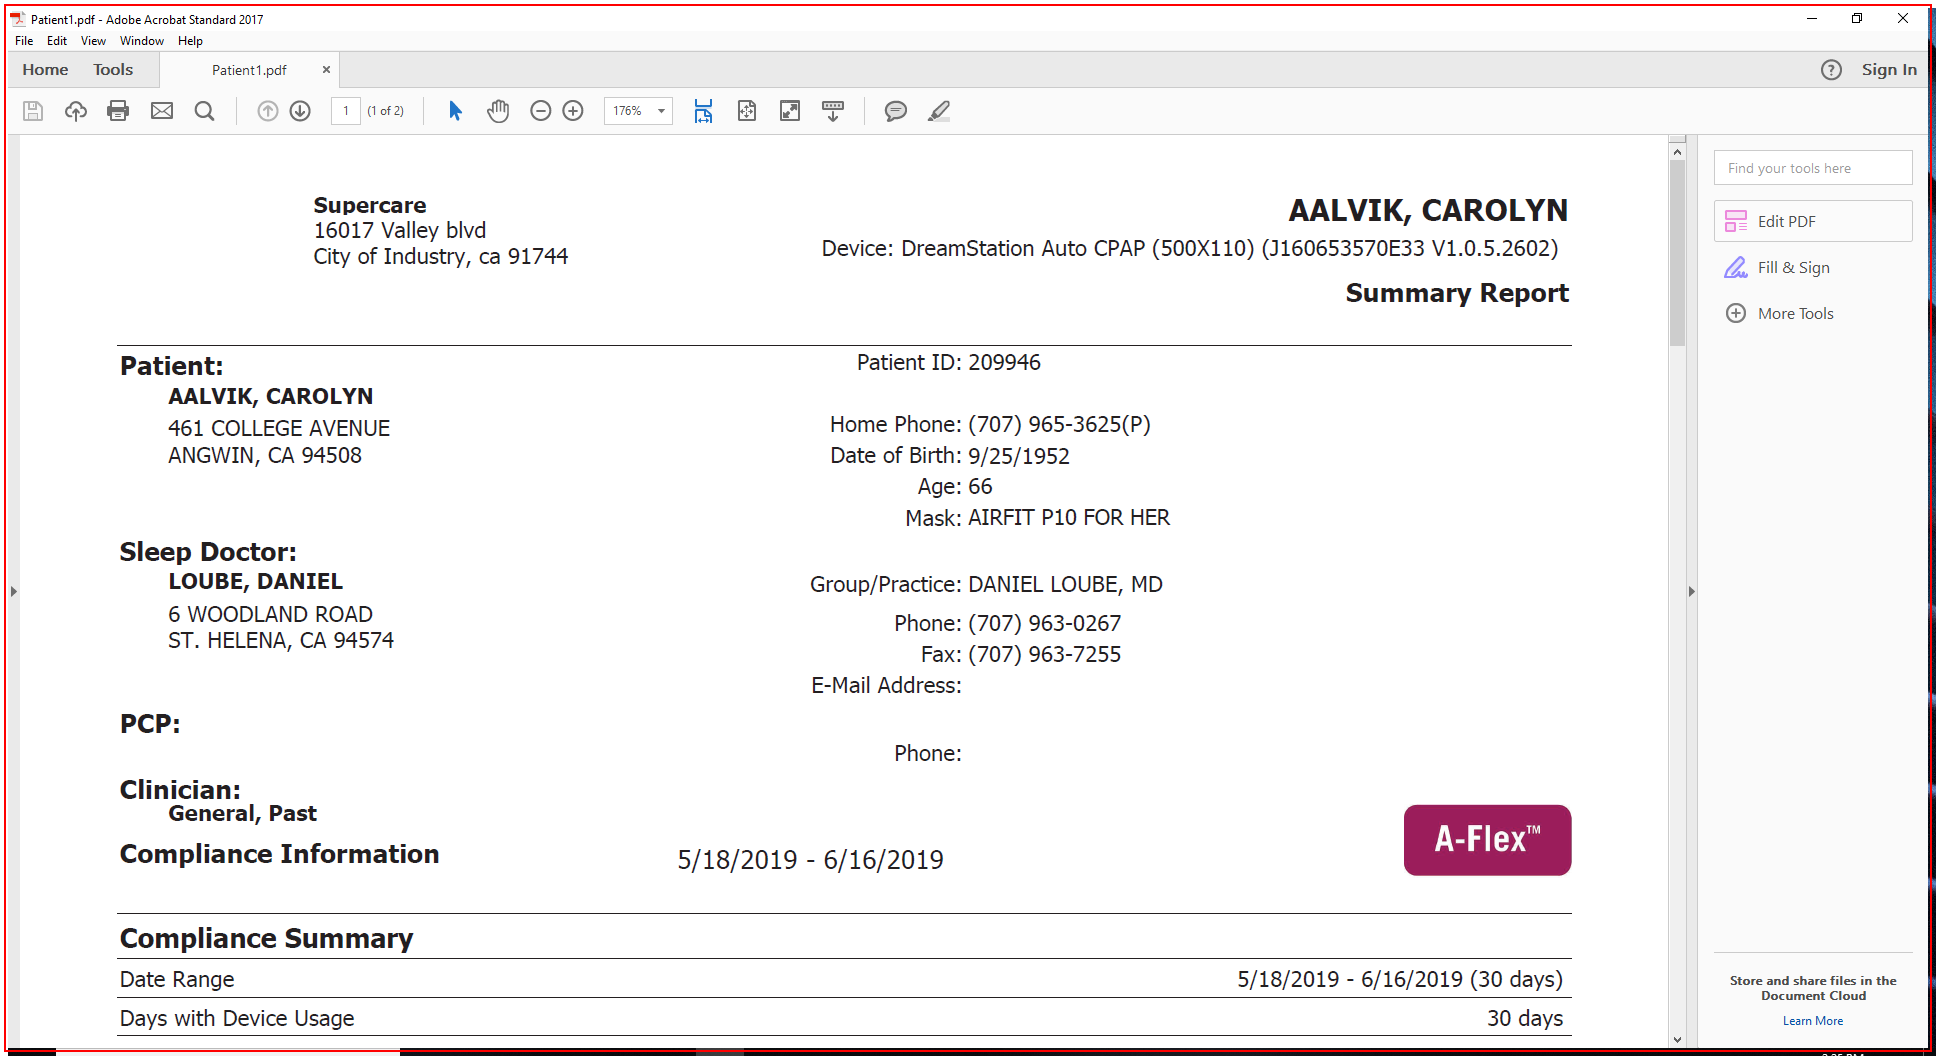 Patient1.pdf - Adobe Acrobat Standard 2017
File Edit View Window Help
Home Tools Patient1.pdf × ? Sign In
1 (1 of 2) 176%
Find your tools here
Edit PDF
Fill & Sign
More Tools
Supercare
16017 Valley blvd
City of Industry, ca 91744
AALVIK, CAROLYN
Device: DreamStation Auto CPAP (500X110) (J160653570E33 V1.0.5.2602)
Summary Report
Patient:
AALVIK, CAROLYN
461 COLLEGE AVENUE
ANGWIN, CA 94508
Patient ID: 209946
Home Phone: (707) 965-3625(P)
Date of Birth: 9/25/1952
Age: 66
Mask: AIRFIT P10 FOR HER
Sleep Doctor:
LOUBE, DANIEL
6 WOODLAND ROAD
ST. HELENA, CA 94574
Group/Practice: DANIEL LOUBE, MD
Phone: (707) 963-0267
Fax: (707) 963-7255
E-Mail Address:
PCP:
Phone:
Clinician:
General, Past
Compliance Information 5/18/2019 - 6/16/2019
A-Flex™
Compliance Summary
Date Range 5/18/2019 - 6/16/2019 (30 days)
Days with Device Usage 30 days
Store and share files in the
Document Cloud
Learn More